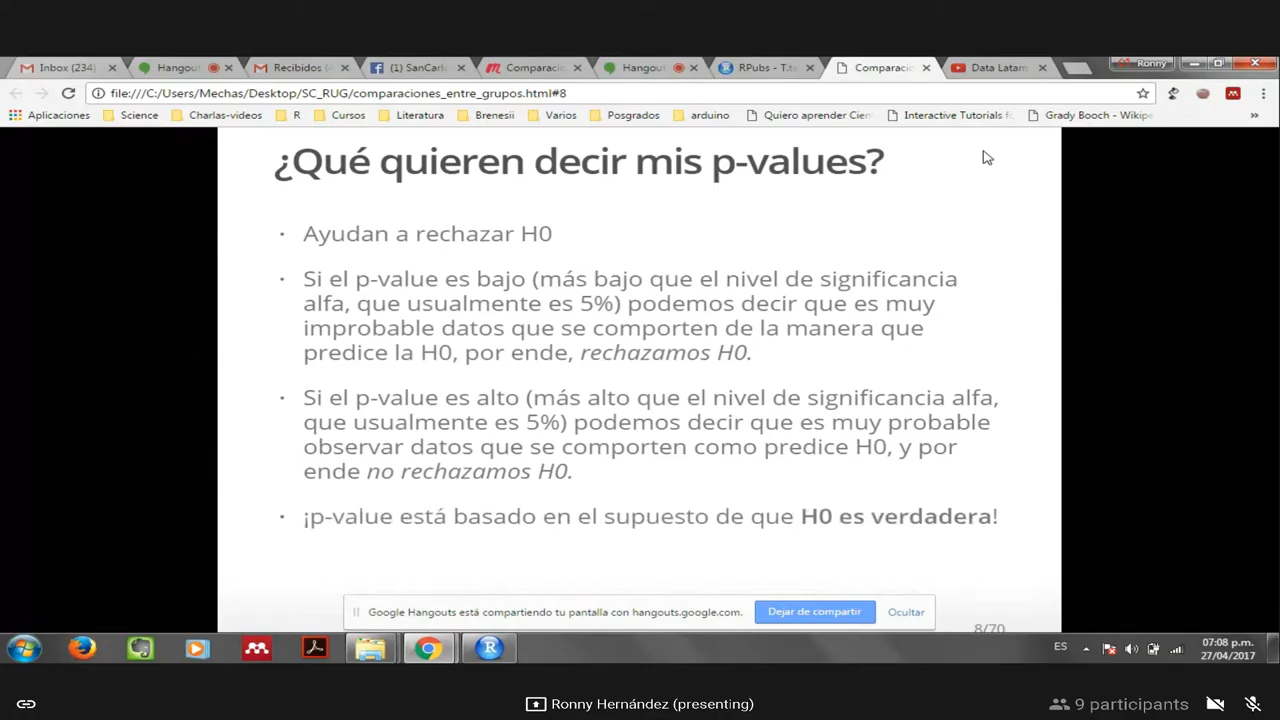 Inbox (234)
Hangout
Recibidos (
(1) SanCarlo
Comparacio
Hangout
RPubs - T.te
Comparacio
Data Latam
Ronny
file:///C:/Users/Mechas/Desktop/SC_RUG/comparaciones_entre_grupos.html#8
Aplicaciones
Science
Charlas-videos
R
Cursos
Literatura
Brenesii
Varios
Posgrados
arduino
Quiero aprender Cien
Interactive Tutorials f
Grady Booch - Wikipe
¿Qué quieren decir mis p-values?
· Ayudan a rechazar H0
· Si el p-value es bajo (más bajo que el nivel de significancia
alfa, que usualmente es 5%) podemos decir que es muy
improbable datos que se comporten de la manera que
predice la H0, por ende, rechazamos H0.
· Si el p-value es alto (más alto que el nivel de significancia alfa,
que usualmente es 5%) podemos decir que es muy probable
observar datos que se comporten como predice H0, y por
ende no rechazamos H0.
· ¡p-value está basado en el supuesto de que H0 es verdadera!
Google Hangouts está compartiendo tu pantalla con hangouts.google.com.
Dejar de compartir
Ocultar
8/70
ES
07:08 p.m.
27/04/2017
Ronny Hernández (presenting)
9 participants